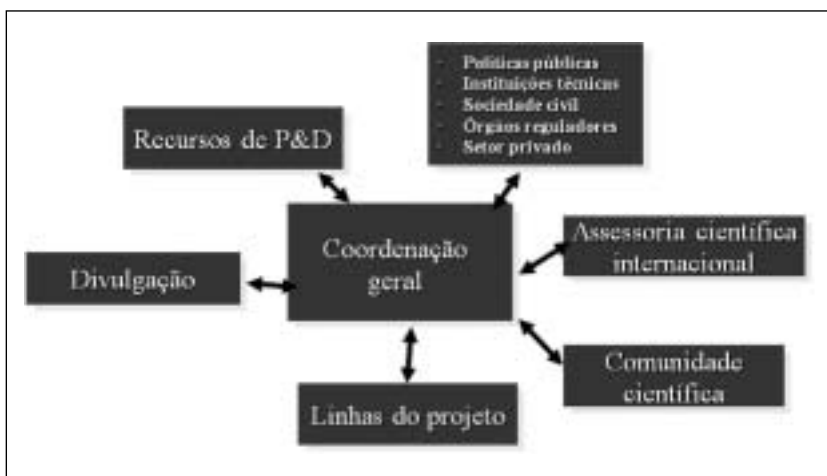 Políticas públicas
Instituições técnicas
Sociedade civil
Órgãos reguladores
Setor privado
Recursos de P&D
Coordenação
geral
Assessoria científica
internacional
Divulgação
Comunidade
científica
Linhas do projeto